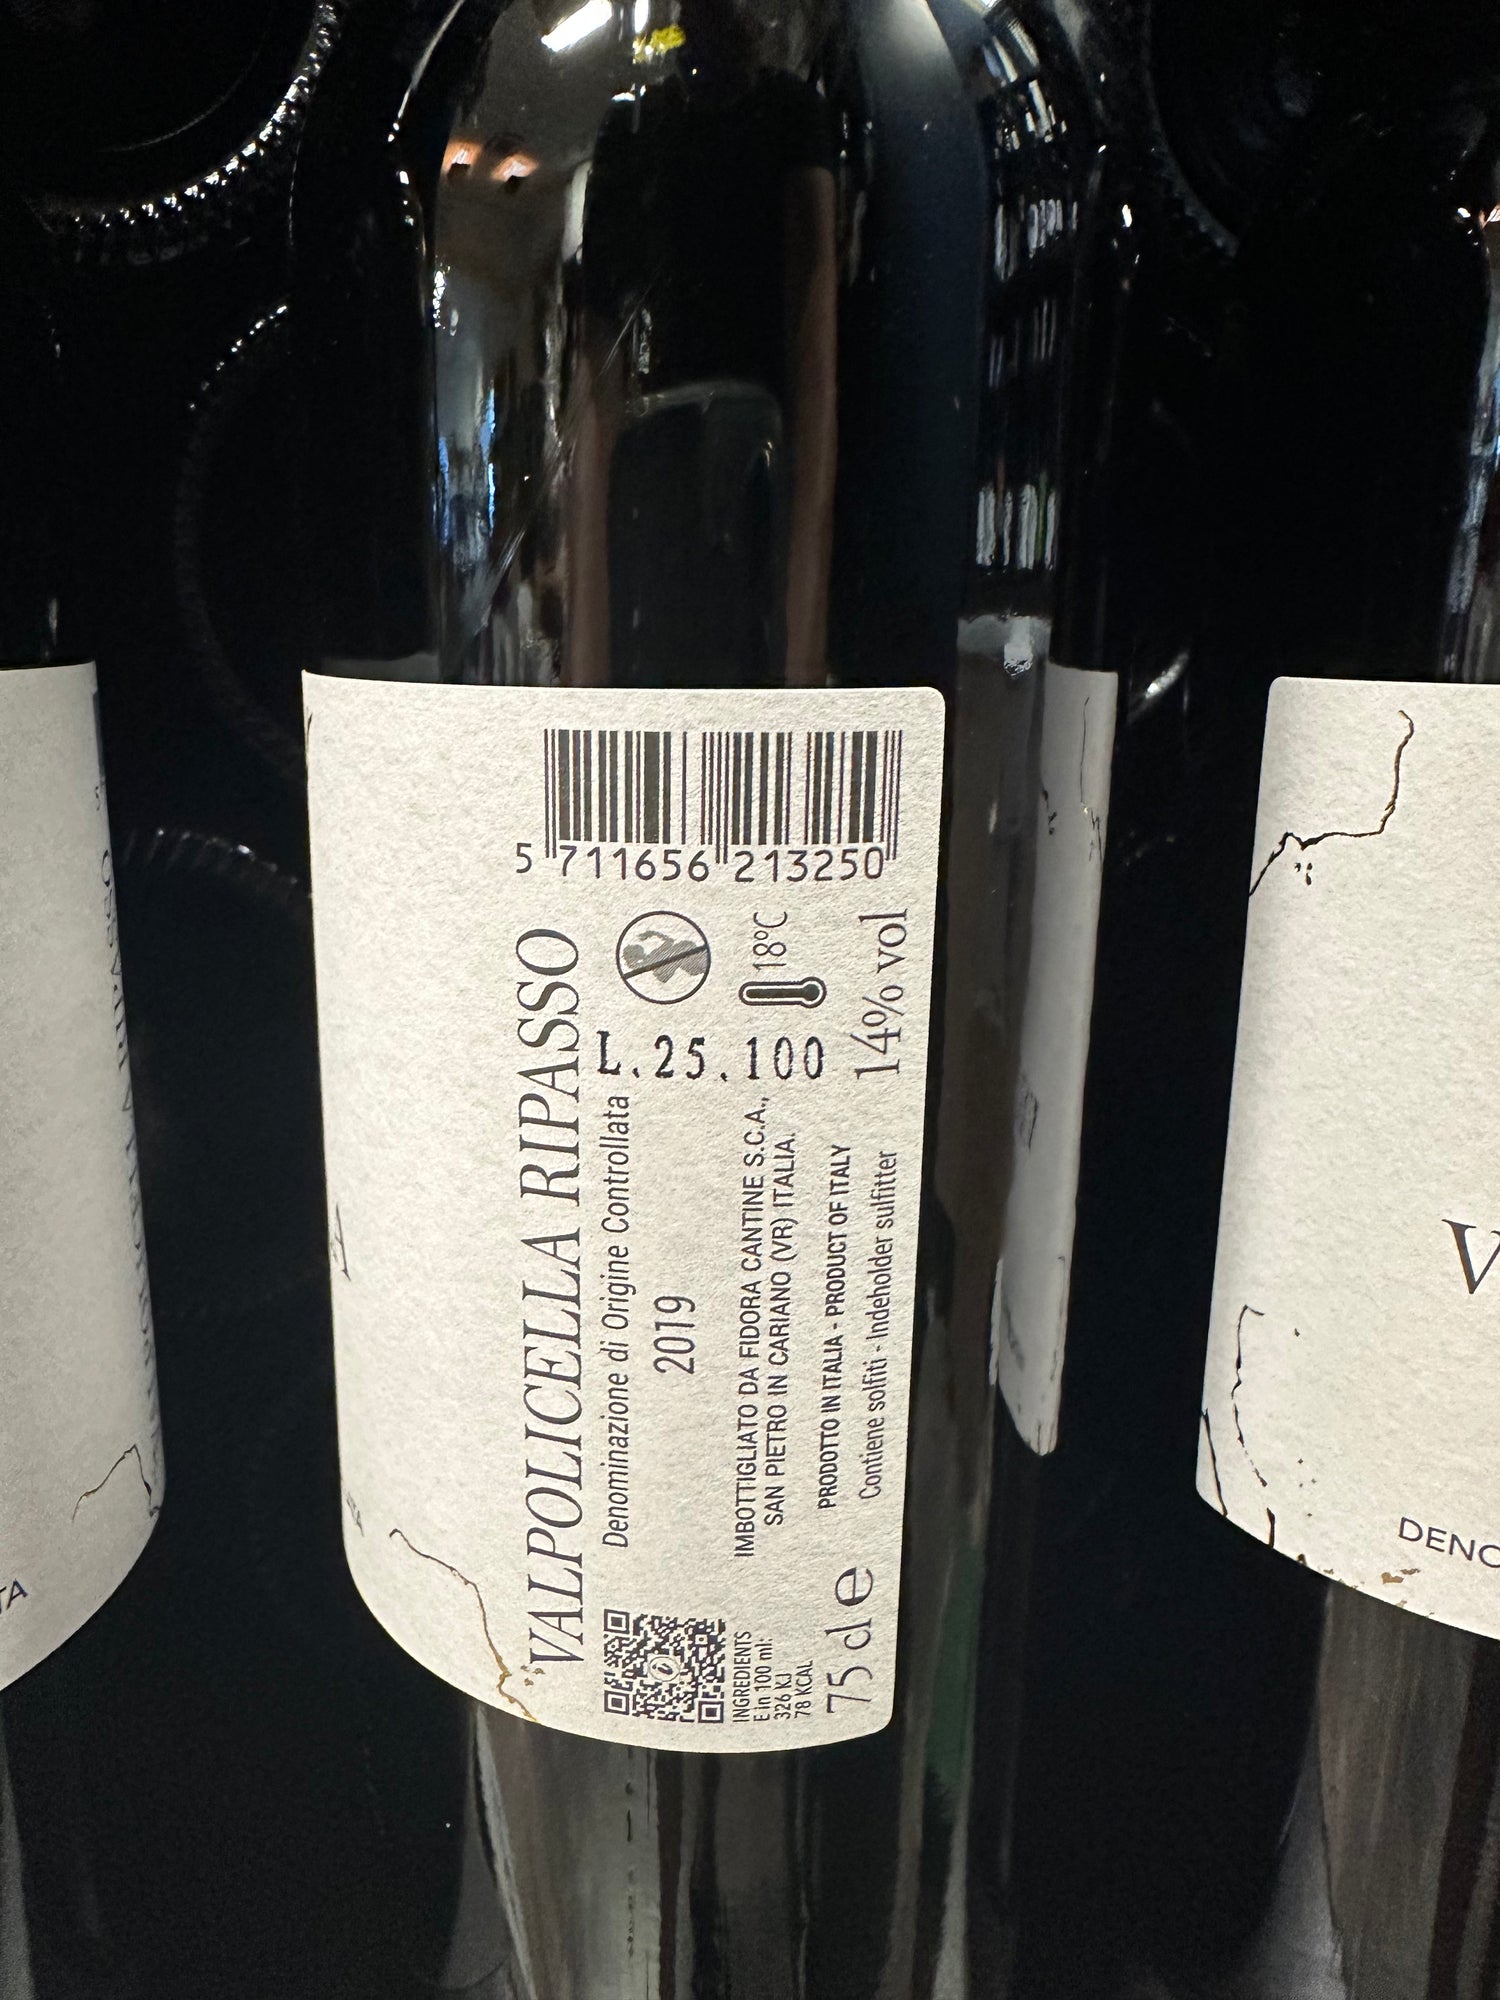 5 711656 213250
VALPOLICELLA RIPASSO
Denominazione di Origine Controllata
L.25.100
2019
18°C
IMBOTTIGLIATO DA FIDORA CANTINE S.C.A.,
SAN PIETRO IN CARIANO (VR) ITALIA.
PRODOTTO IN ITALIA - PRODUCT OF ITALY
Contiene solfiti - Indeholder sulfitter
14% vol
INGREDIENTS
E in 100 ml:
326 KJ
78 KCAL
75 cl e
V
DENO
TA